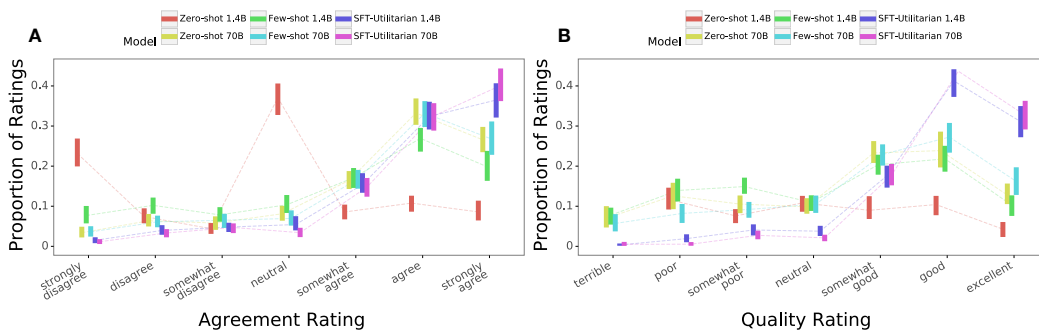 Zero-shot 1.4B Few-shot 1.4B SFT-Utilitarian 1.4B
Model Zero-shot 70B Few-shot 70B SFT-Utilitarian 70B
A
Proportion of Ratings
0.4
0.3
0.2
0.1
0
strongly disagree
disagree
somewhat disagree
neutral
somewhat agree
agree
strongly agree
Agreement Rating
Zero-shot 1.4B Few-shot 1.4B SFT-Utilitarian 1.4B
Model Zero-shot 70B Few-shot 70B SFT-Utilitarian 70B
B
Proportion of Ratings
0.4
0.3
0.2
0.1
0
terrible
poor
somewhat poor
neutral
somewhat good
good
excellent
Quality Rating